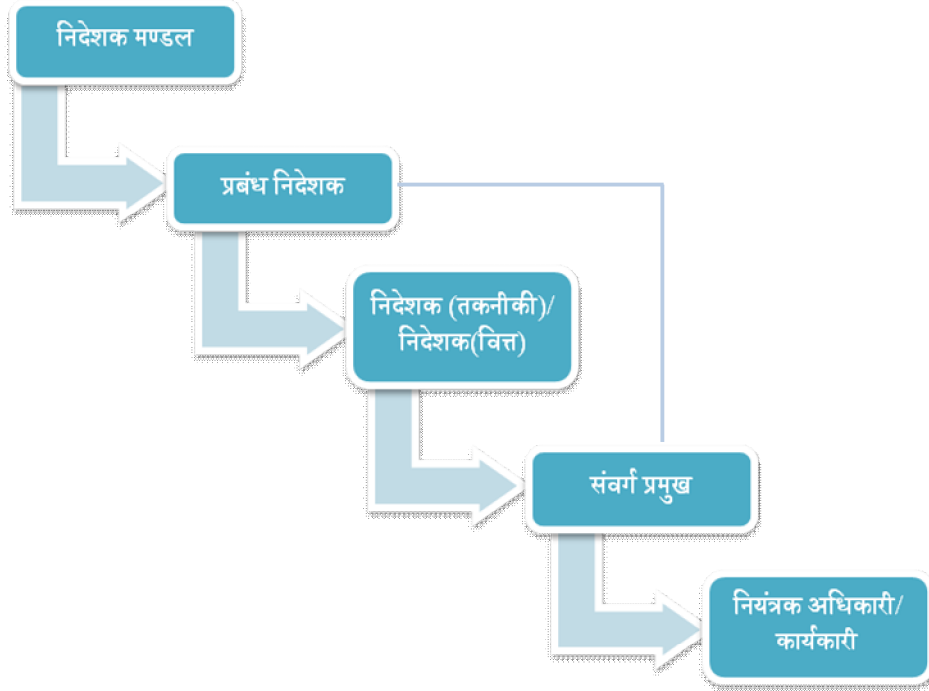 निदेशक मण्डल
प्रबंध निदेशक
निदेशक (तकनीकी)/
निदेशक(वित्त)
संवर्ग प्रमुख
नियंत्रक अधिकारी/
कार्यकारी